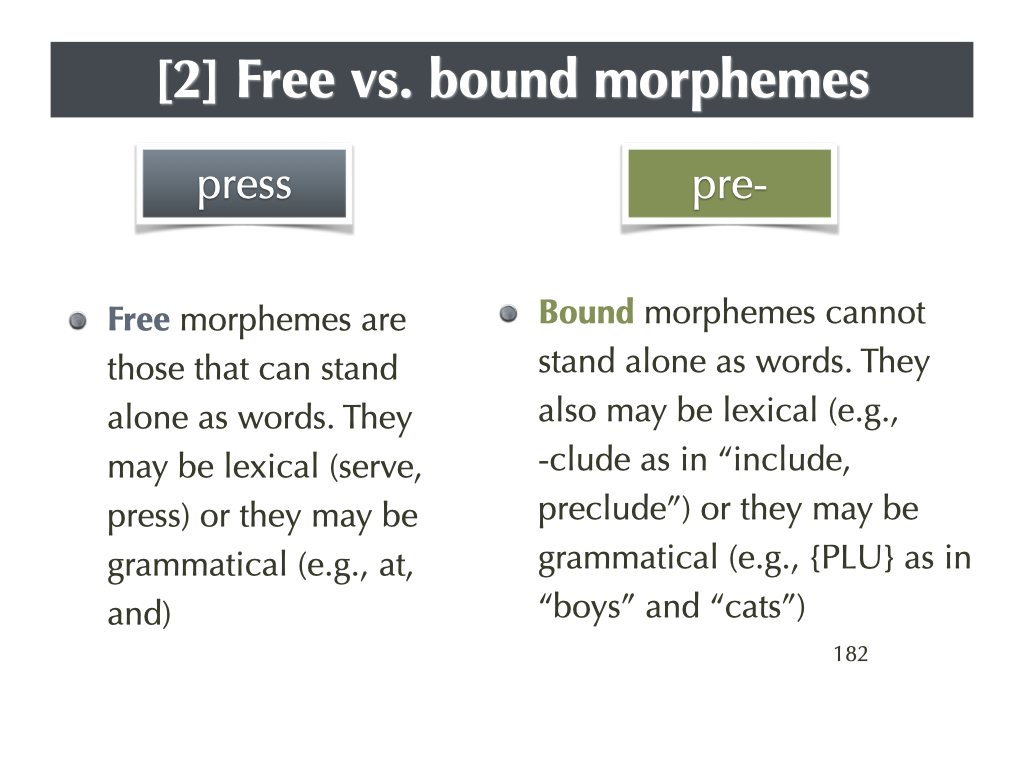 [2] Free vs. bound morphemes
press
pre-
Free morphemes are
those that can stand
alone as words. They
may be lexical (serve,
press) or they may be
grammatical (e.g., at,
and)
Bound morphemes cannot
stand alone as words. They
also may be lexical (e.g.,
-clude as in “include,
preclude”) or they may be
grammatical (e.g., {PLU} as in
“boys” and “cats”)
182